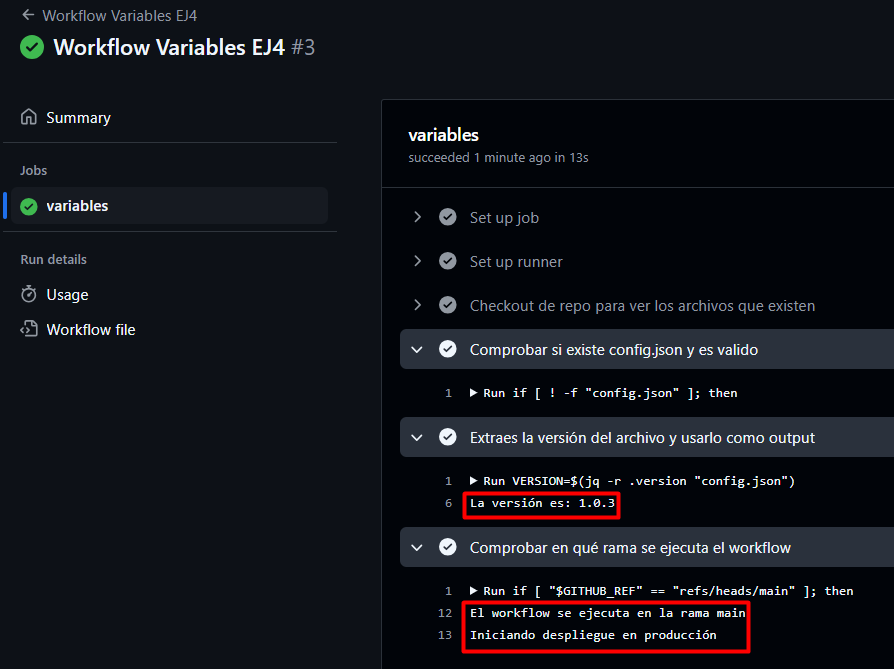 Workflow Variables EJ4
Workflow Variables EJ4 #3
Summary
Jobs
variables
Run details
Usage
Workflow file
variables
succeeded 1 minute ago in 13s
Set up job
Set up runner
Checkout de repo para ver los archivos que existen
Comprobar si existe config.json y es valido
1 Run if [ ! -f "config.json" ]; then
Extraes la versión del archivo y usarlo como output
1 Run VERSION=$(jq -r .version "config.json")
6 La versión es: 1.0.3
Comprobar en qué rama se ejecuta el workflow
1 Run if [ "$GITHUB_REF" == "refs/heads/main" ]; then
12 El workflow se ejecuta en la rama main
13 Iniciando despliegue en producción